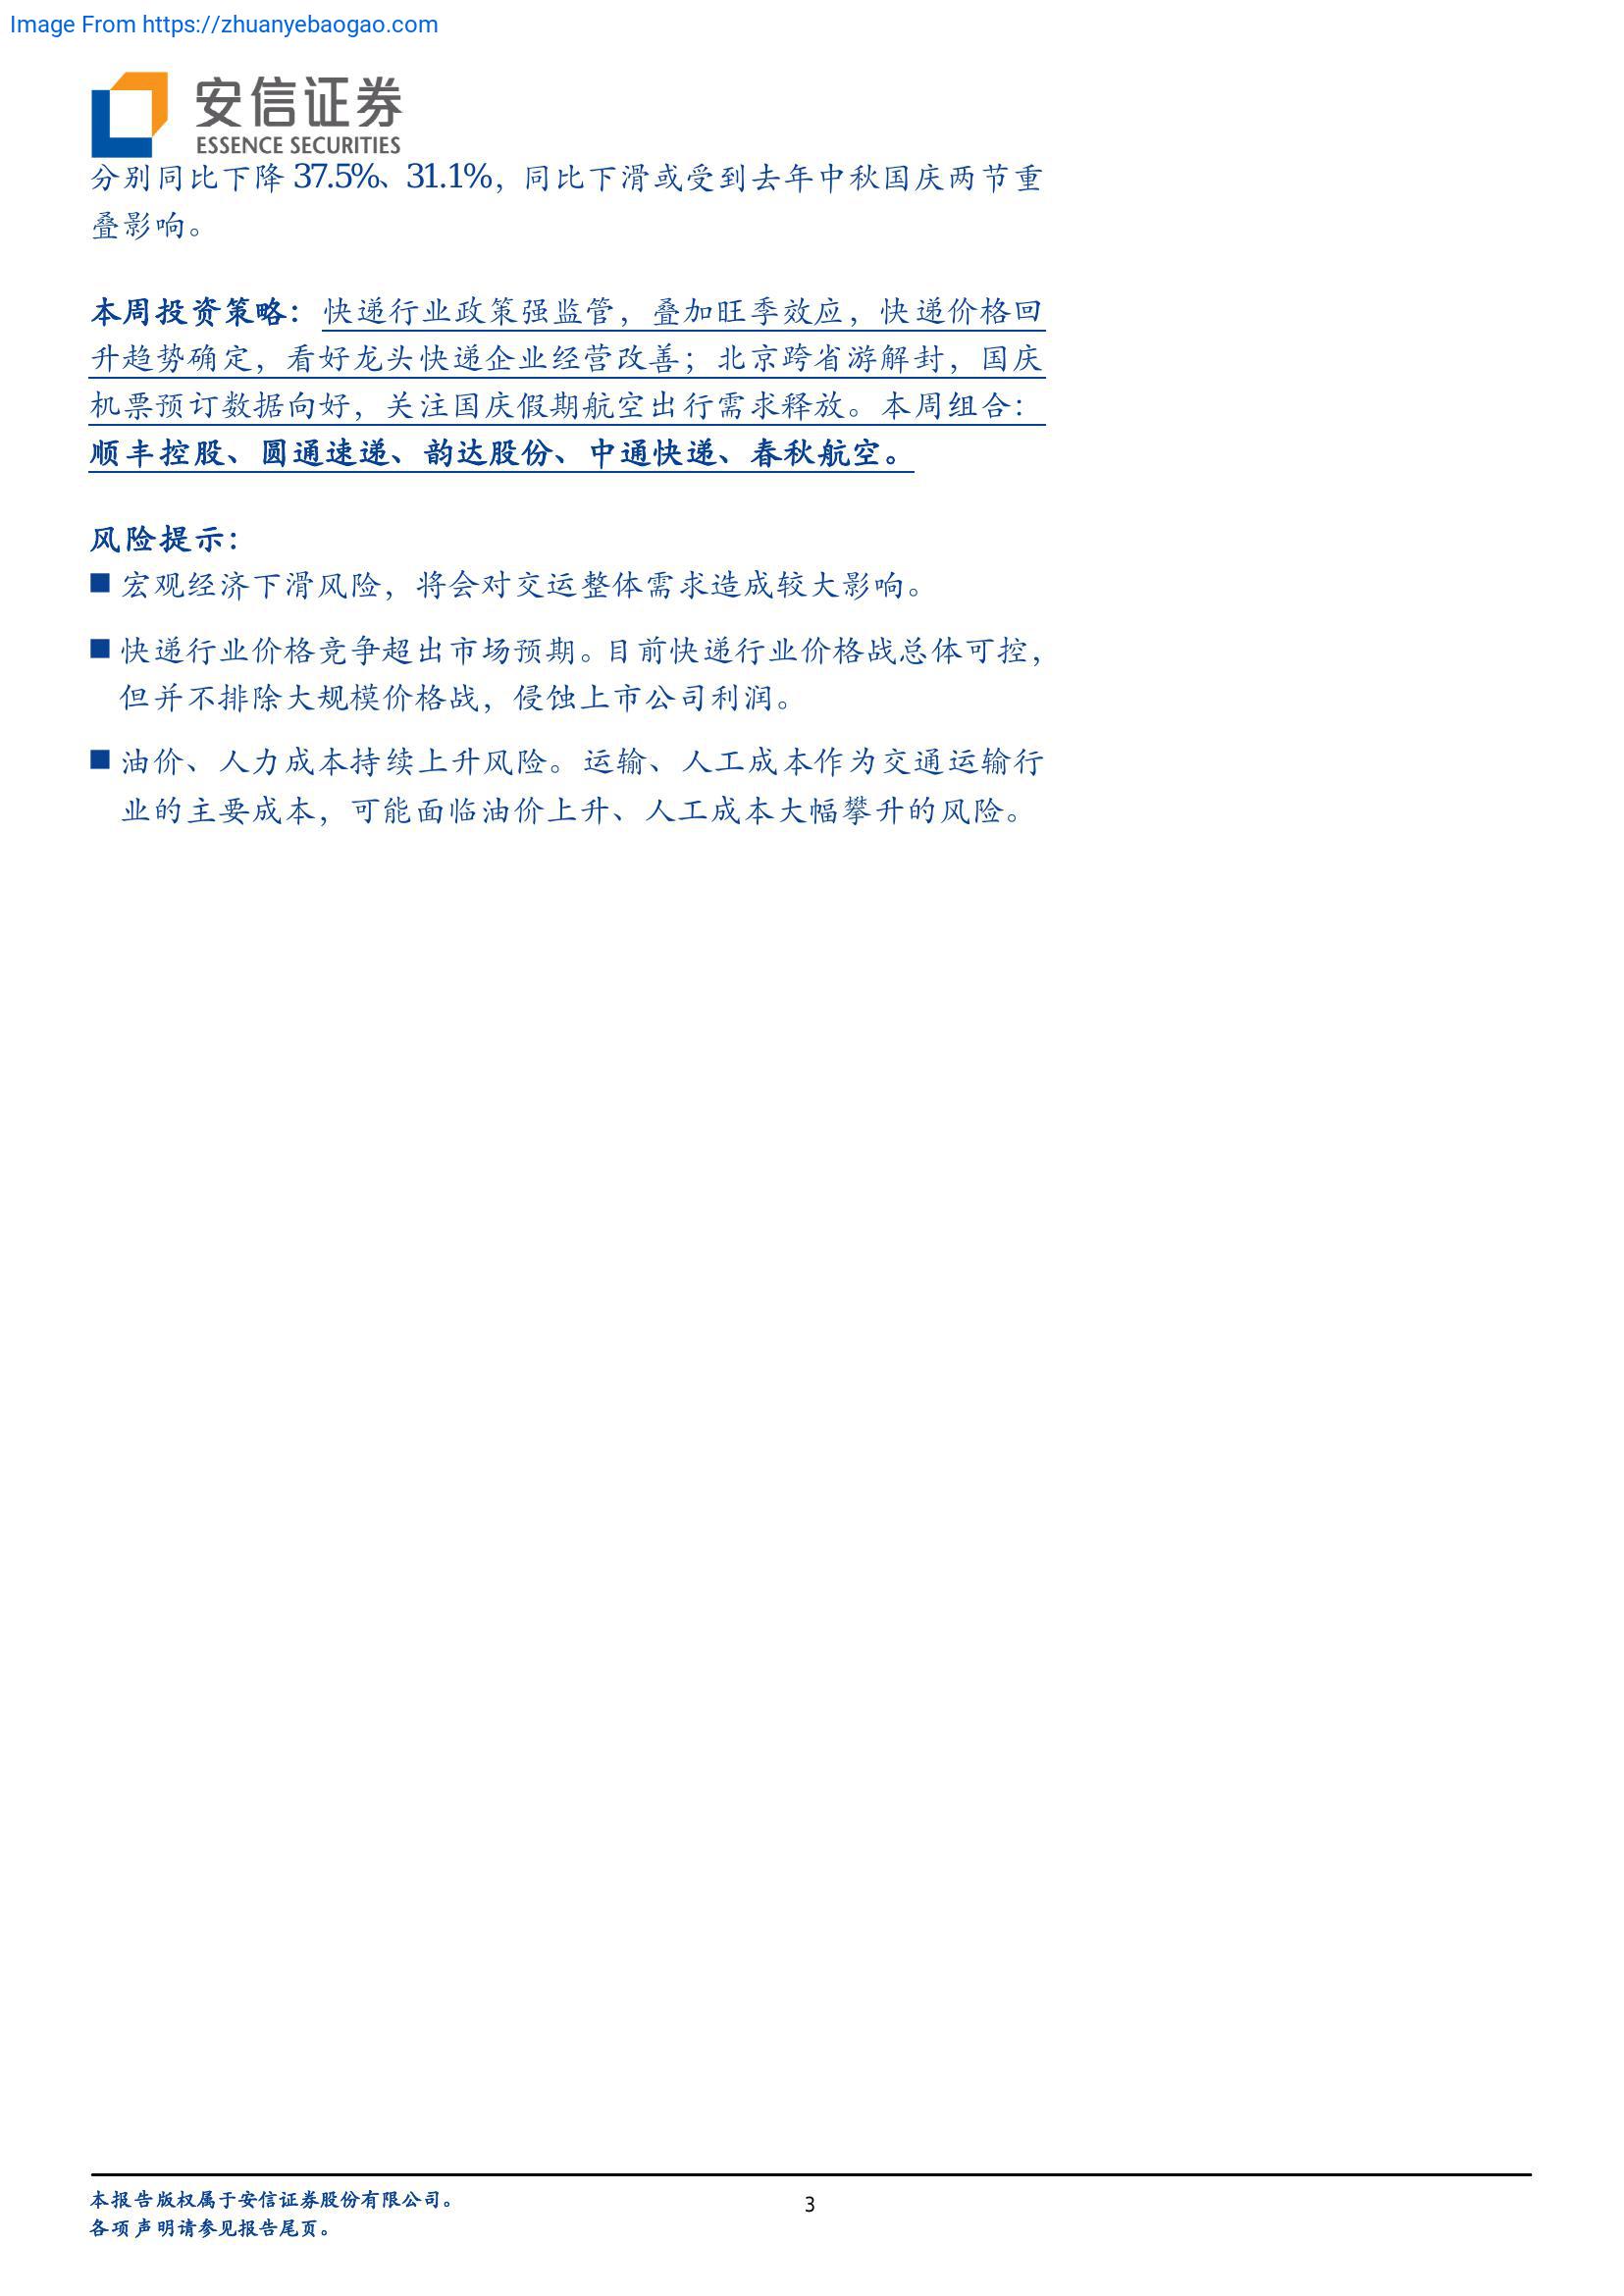 Image From https://zhuanyebaogao.com
安信证券
ESSENCE SECURITIES
分别同比下降 37.5%、31.1%，同比下滑或受到去年中秋国庆两节重
叠影响。
本周投资策略：快递行业政策强监管，叠加旺季效应，快递价格回
升趋势确定，看好龙头快递企业经营改善；北京跨省游解封，国庆
机票预订数据向好，关注国庆假期航空出行需求释放。本周组合：
顺丰控股、圆通速递、韵达股份、中通快递、春秋航空。
风险提示：
■ 宏观经济下滑风险，将会对交运整体需求造成较大影响。
■ 快递行业价格竞争超出市场预期。目前快递行业价格战总体可控，
但并不排除大规模价格战，侵蚀上市公司利润。
■ 油价、人力成本持续上升风险。运输、人工成本作为交通运输行
业的主要成本，可能面临油价上升、人工成本大幅攀升的风险。
本报告版权属于安信证券股份有限公司。
3
各项声明请参见报告尾页。